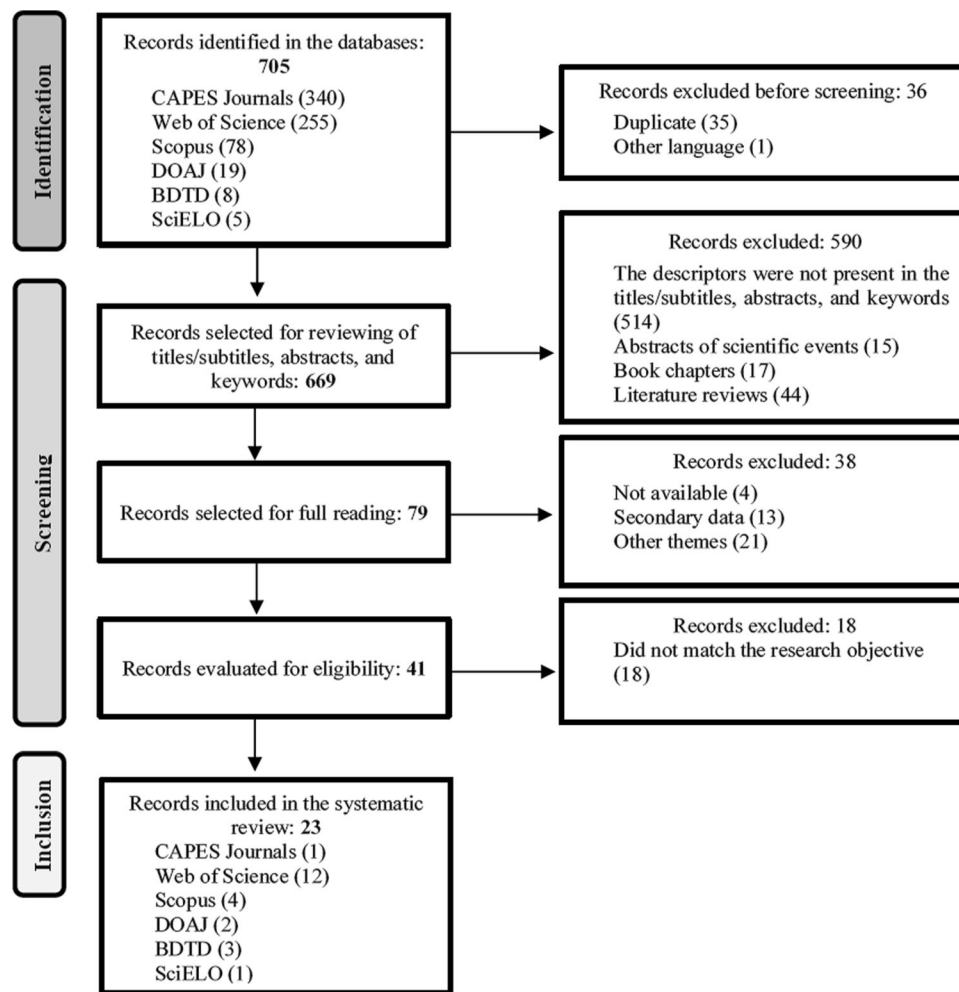 Identification
Records identified in the databases:
705
CAPES Journals (340)
Web of Science (255)
Scopus (78)
DOAJ (19)
BDTD (8)
SciELO (5)
Records excluded before screening: 36
Duplicate (35)
Other language (1)
Screening
Records selected for reviewing of
titles/subtitles, abstracts, and
keywords: 669
Records excluded: 590
The descriptors were not present in the
titles/subtitles, abstracts, and keywords
(514)
Abstracts of scientific events (15)
Book chapters (17)
Literature reviews (44)
Records selected for full reading: 79
Records excluded: 38
Not available (4)
Secondary data (13)
Other themes (21)
Records evaluated for eligibility: 41
Records excluded: 18
Did not match the research objective
(18)
Inclusion
Records included in the systematic
review: 23
CAPES Journals (1)
Web of Science (12)
Scopus (4)
DOAJ (2)
BDTD (3)
SciELO (1)